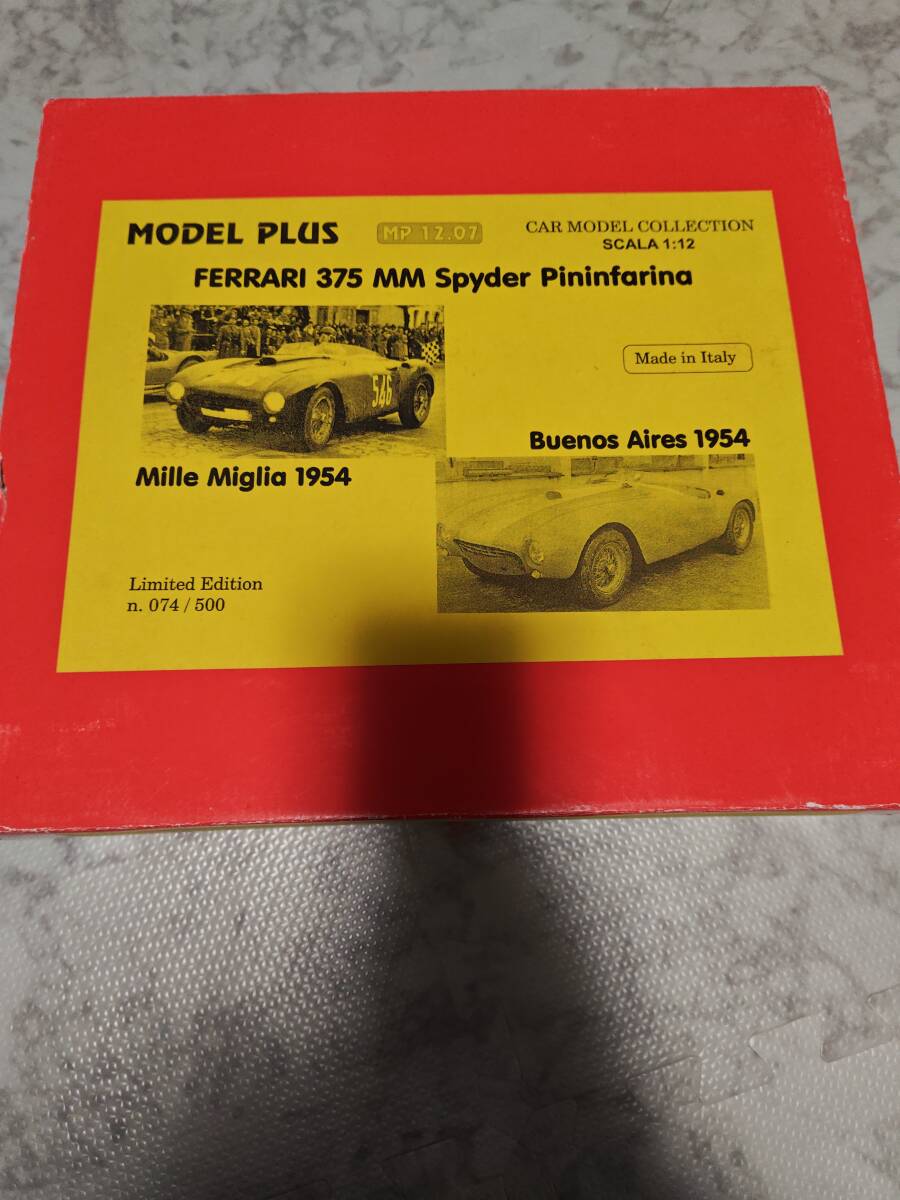 MODEL PLUS
MP 12.07
CAR MODEL COLLECTION
SCALA 1:12
FERRARI 375 MM Spyder Pininfarina
546
Made in Italy
Buenos Aires 1954
Mille Miglia 1954
Limited Edition
n. 074 / 500